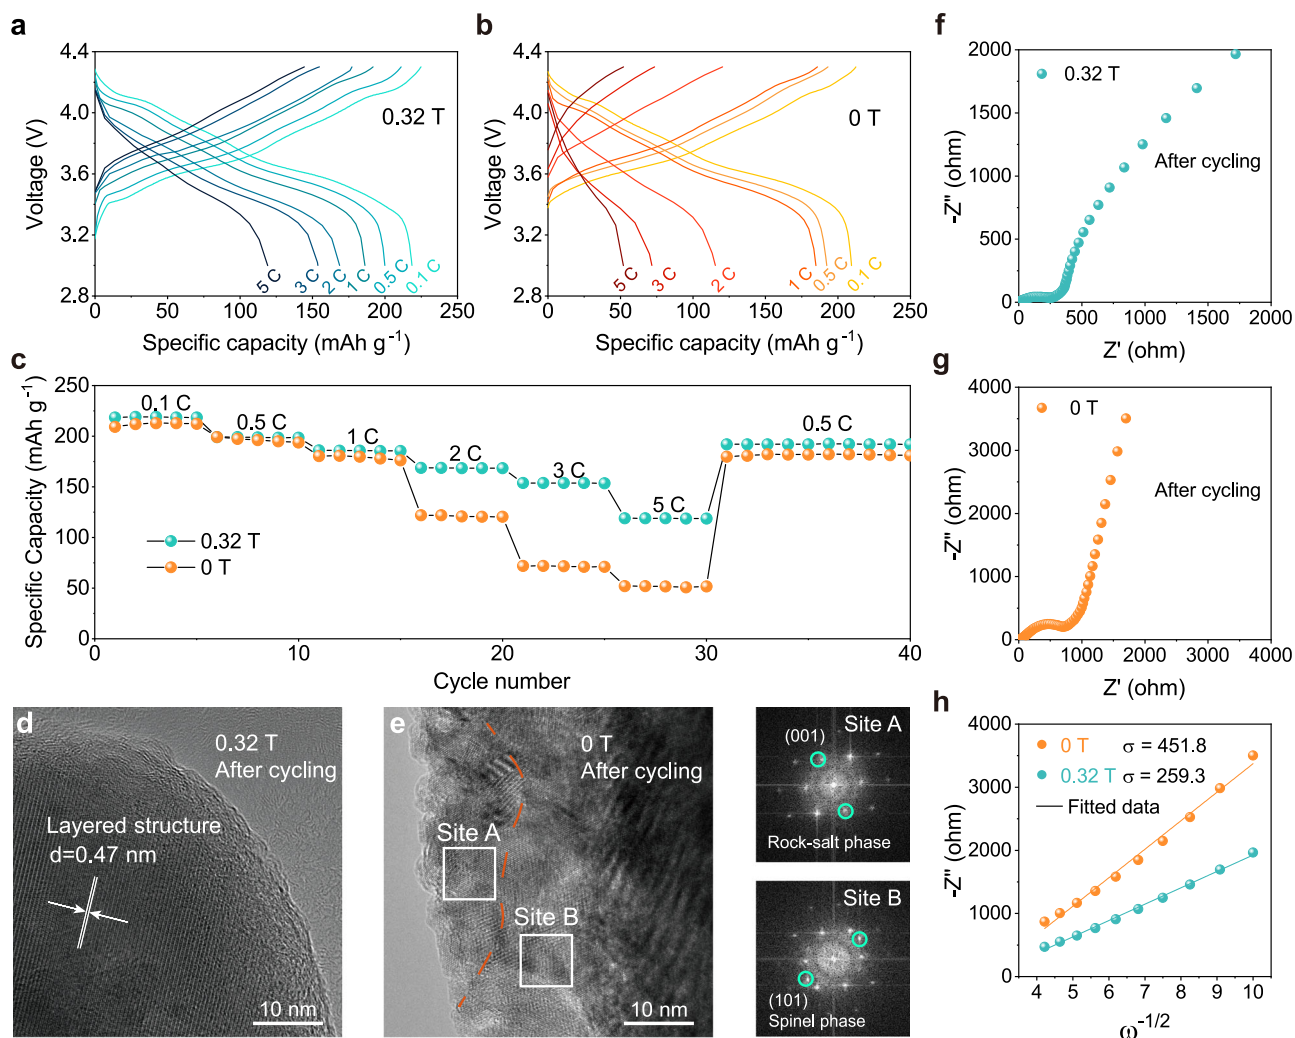 a
4.4
4.0
3.6
3.2
2.8
Voltage (V)
0.32 T
5 C
3 C
2 C
1 C
0.5 C
0.1 C
0
50
100
150
200
250
Specific capacity (mAh g⁻¹)
b
4.4
4.0
3.6
3.2
2.8
Voltage (V)
0 T
5 C
3 C
2 C
1 C
0.5 C
0.1 C
0
50
100
150
200
250
Specific capacity (mAh g⁻¹)
f
2000
1500
1000
500
0
-Z" (ohm)
0.32 T
After cycling
0
500
1000
1500
2000
Z' (ohm)
c
250
200
150
100
50
0
Specific Capacity (mAh g⁻¹)
0.1 C
0.5 C
1 C
2 C
3 C
5 C
0.5 C
0.32 T
0 T
0
10
20
30
40
Cycle number
g
4000
3000
2000
1000
0
-Z" (ohm)
0 T
After cycling
0
1000
2000
3000
4000
Z' (ohm)
d
0.32 T
After cycling
Layered structure
d=0.47 nm
10 nm
e
0 T
After cycling
Site A
Site B
10 nm
Site A
(001)
Rock-salt phase
Site B
(101)
Spinel phase
h
4000
3000
2000
1000
0
-Z" (ohm)
0 T σ = 451.8
0.32 T σ = 259.3
Fitted data
4
5
6
7
8
9
10
ω⁻¹/²